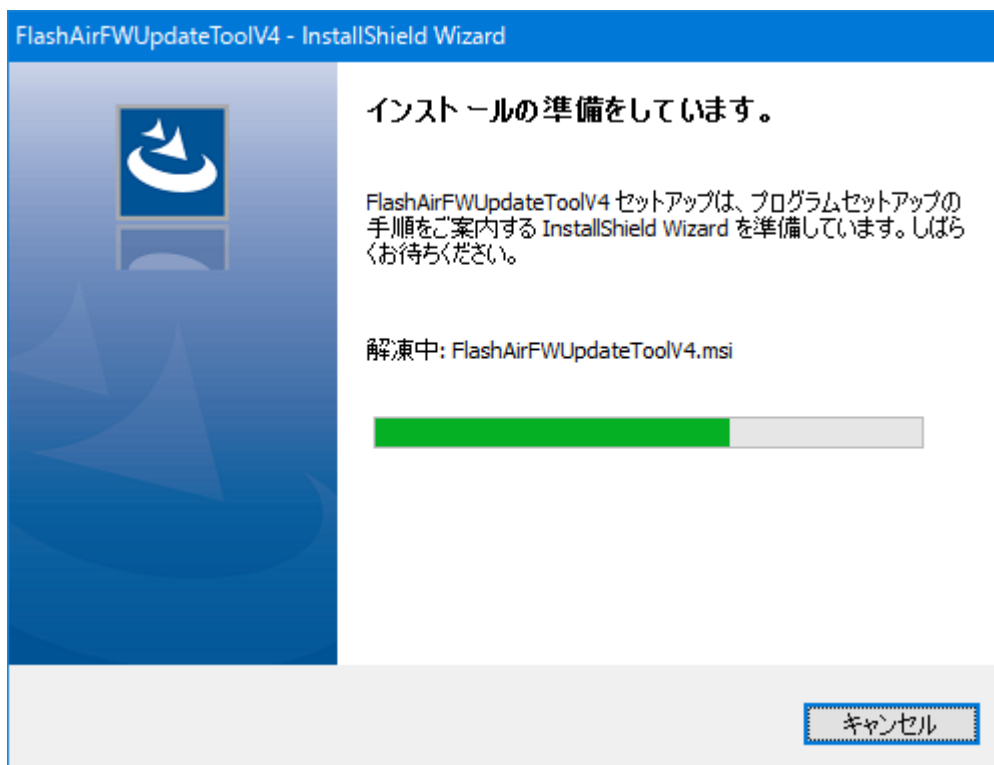 FlashAirFWUpdateToolV4 - InstallShield Wizard
インストールの準備をしています。
FlashAirFWUpdateToolV4 セットアップは、プログラムセットアップの
手順をご案内する InstallShield Wizard を準備しています。しばら
くお待ちください。
解凍中: FlashAirFWUpdateToolV4.msi
キャンセル